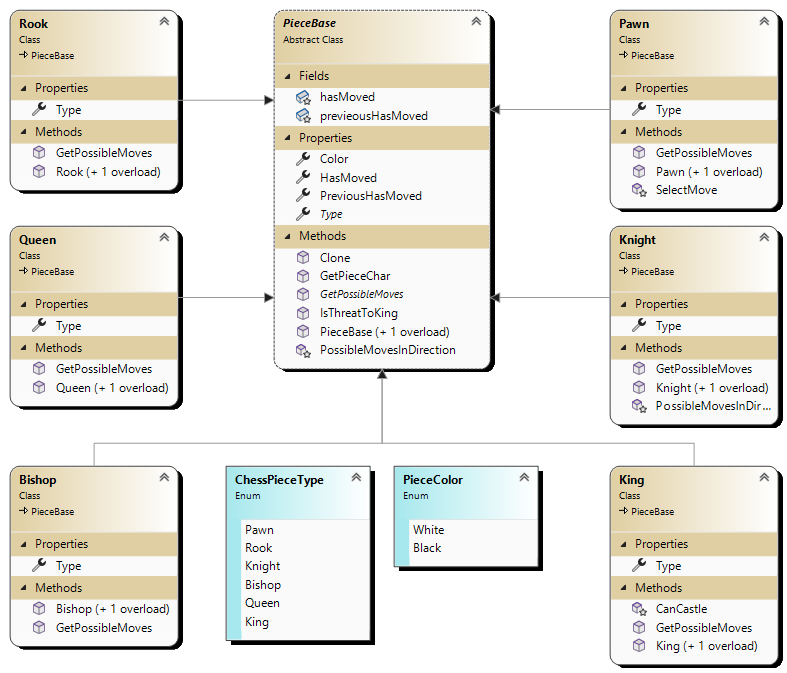 Rook
Class
PieceBase
Properties
Type
Methods
GetPossibleMoves
Rook (+ 1 overload)
PieceBase
Abstract Class
Fields
hasMoved
previeousHasMoved
Properties
Color
HasMoved
PreviousHasMoved
Type
Methods
Clone
GetPieceChar
GetPossibleMoves
IsThreatToKing
PieceBase (+ 1 overload)
PossibleMovesInDirection
Pawn
Class
PieceBase
Properties
Type
Methods
GetPossibleMoves
Pawn (+ 1 overload)
SelectMove
Queen
Class
PieceBase
Properties
Type
Methods
GetPossibleMoves
Queen (+ 1 overload)
Knight
Class
PieceBase
Properties
Type
Methods
GetPossibleMoves
Knight (+ 1 overload)
PossibleMovesInDir...
Bishop
Class
PieceBase
Properties
Type
Methods
Bishop (+ 1 overload)
GetPossibleMoves
ChessPieceType
Enum
Pawn
Rook
Knight
Bishop
Queen
King
PieceColor
Enum
White
Black
King
Class
PieceBase
Properties
Type
Methods
CanCastle
GetPossibleMoves
King (+ 1 overload)